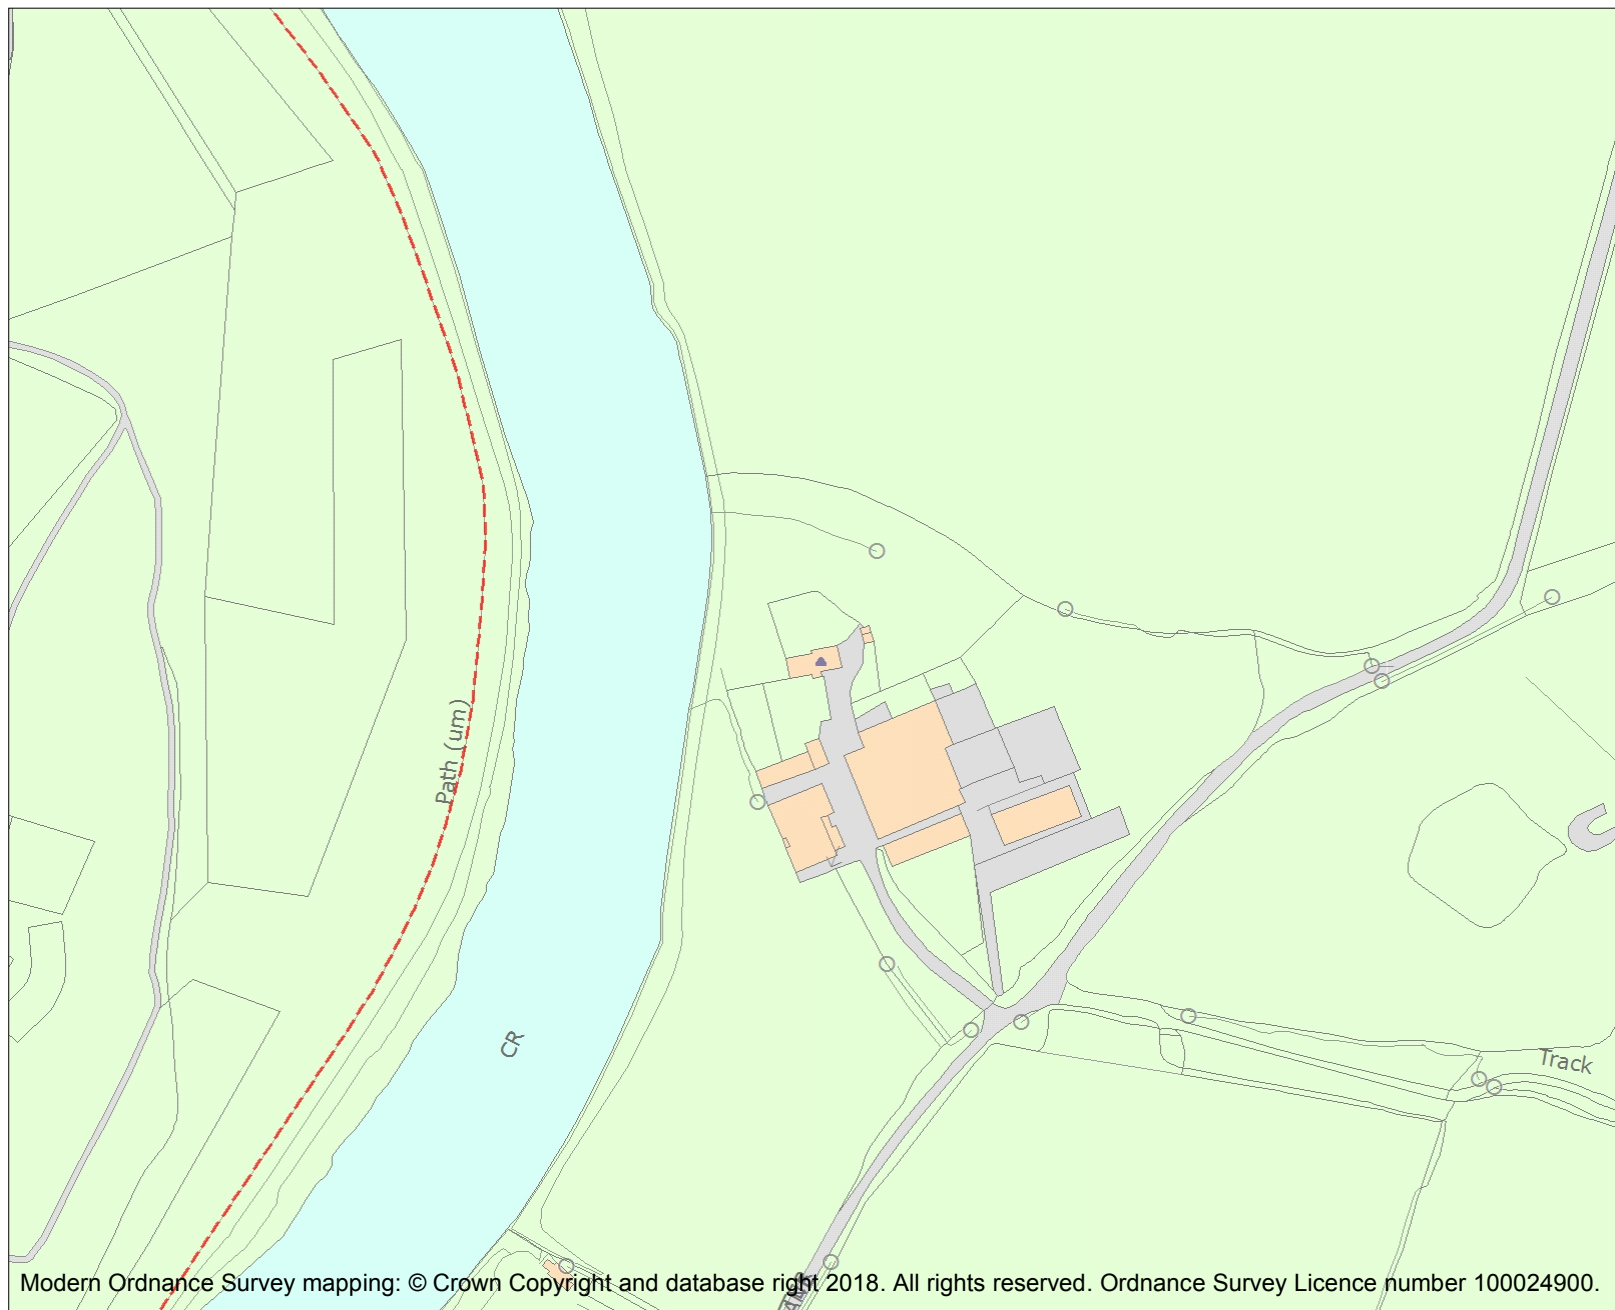 Path (um)
CR
Track
Modern Ordnance Survey mapping: © Crown Copyright and database right 2018. All rights reserved. Ordnance Survey Licence number 100024900.